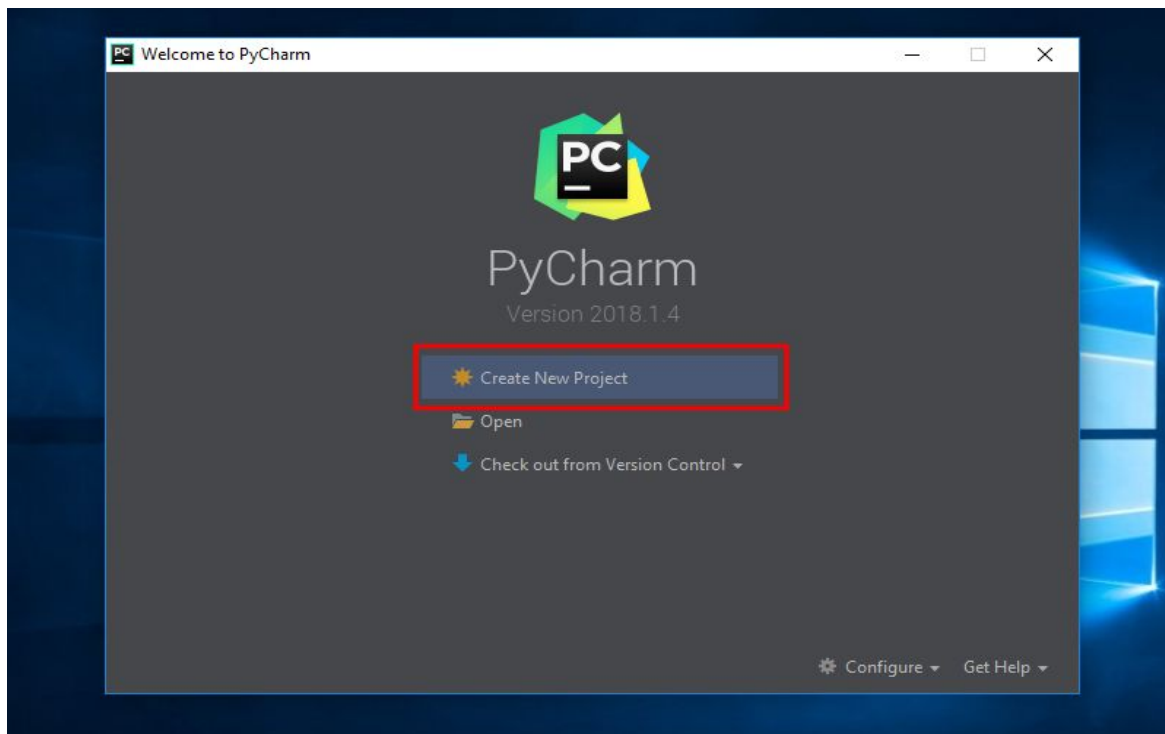 PC Welcome to PyCharm
PC
PyCharm
Version 2018.1.4
Create New Project
Open
Check out from Version Control
Configure Get Help